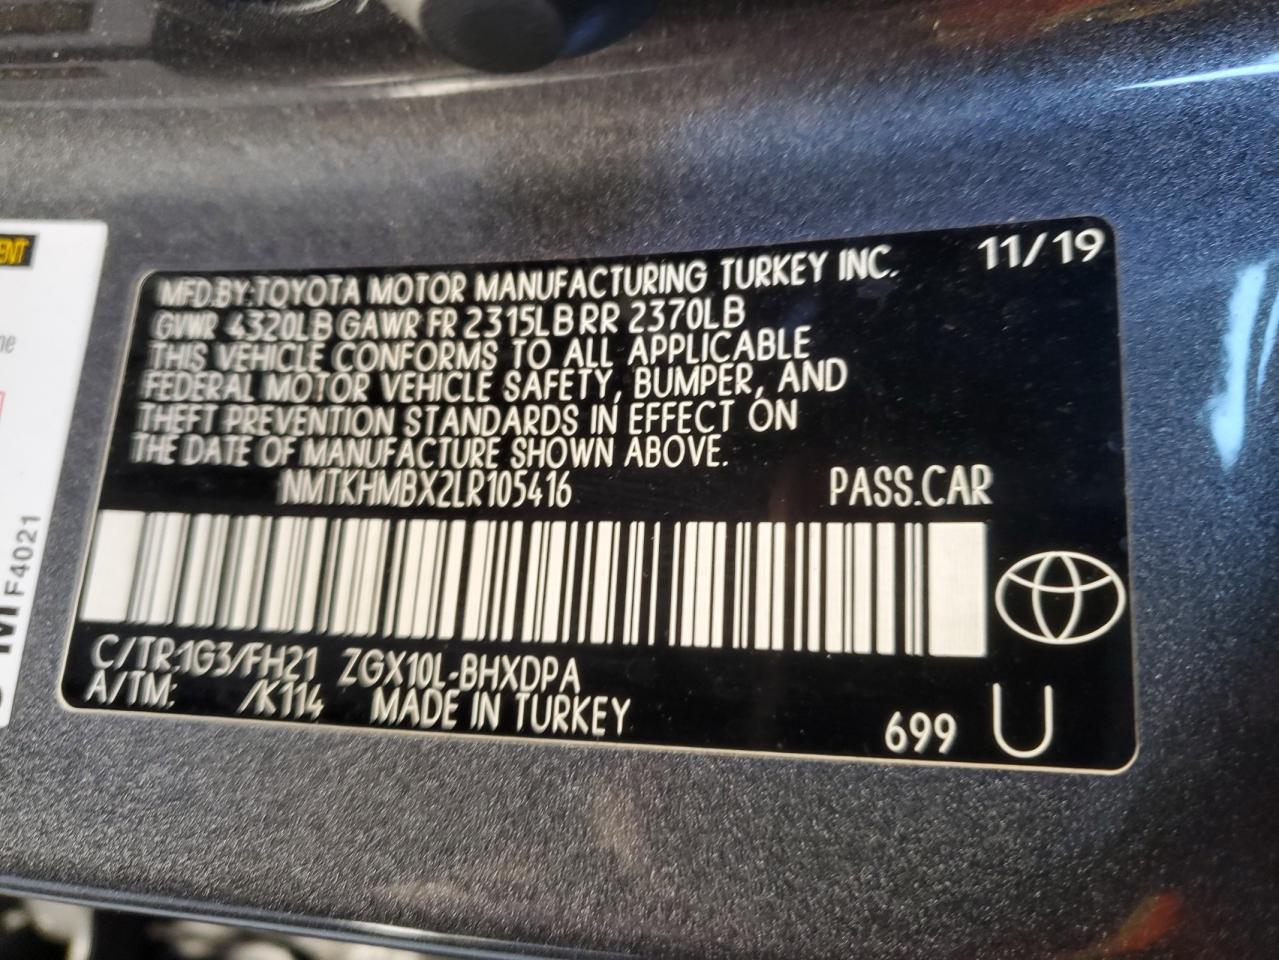 11/19
MFD.BY:TOYOTA MOTOR MANUFACTURING TURKEY INC.
GVWR 4320LB GAWR FR 2315LB RR 2370LB
THIS VEHICLE CONFORMS TO ALL APPLICABLE
FEDERAL MOTOR VEHICLE SAFETY, BUMPER, AND
THEFT PREVENTION STANDARDS IN EFFECT ON
THE DATE OF MANUFACTURE SHOWN ABOVE.
NMTKHMBX2LR105416 PASS.CAR
C/TR:1G3/FH21 ZGX10L-BHXDPA
A/TM: /K114 MADE IN TURKEY
699 U
F4021